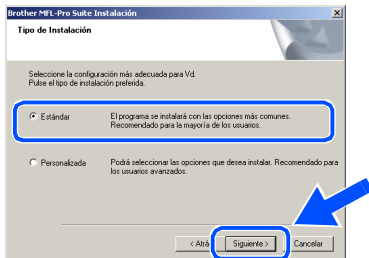 Brother MFL-Pro Suite Instalación
Tipo de Instalación
Seleccione la configuración más adecuada para Vd.
Pulse el tipo de instalación preferida.
Estándar
El programa se instalará con las opciones más comunes.
Recomendado para la mayoría de los usuarios.
Personalizada
Podrá seleccionar las opciones que desea instalar. Recomendado para
los usuarios avanzados.
< Atrá
Siguiente >
Cancelar